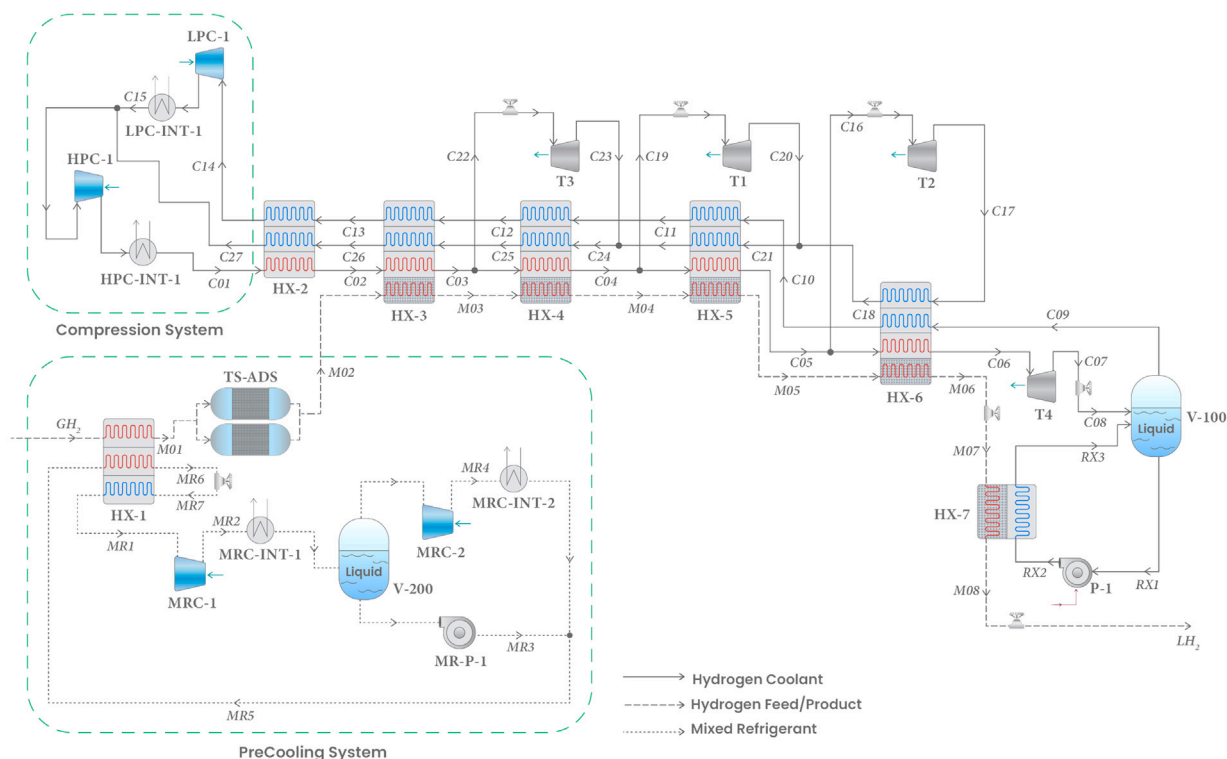 LPC-1
C15
LPC-INT-1
HPC-1
C14
HPC-INT-1
C01
C27
Compression System
HX-2
C13
C26
C02
HX-3
C22
T3
C23
C12
C25
C03
M03
HX-4
C19
T1
C20
C11
C24
C04
M04
HX-5
C21
C10
C16
T2
C17
C18
C05
M05
HX-6
C09
C06
M06
T4
C07
C08
V-100
Liquid
RX3
M07
HX-7
RX2
P-1
RX1
M08
LH2
TS-ADS
M02
GH2
M01
MR6
MR7
HX-1
MR1
MR2
MRC-INT-1
MRC-1
Liquid
V-200
MR4
MRC-INT-2
MRC-2
MR-P-1
MR3
MR5
PreCooling System
Hydrogen Coolant
Hydrogen Feed/Product
Mixed Refrigerant